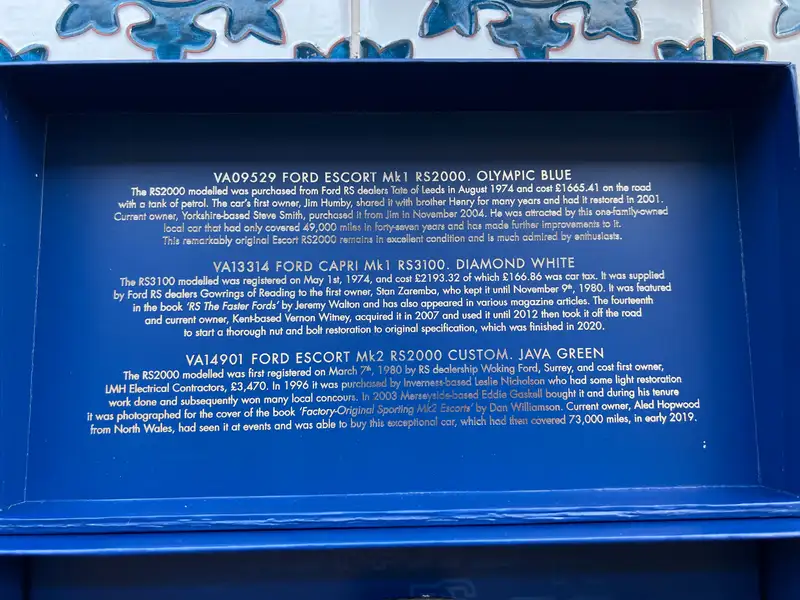 VA09529 FORD ESCORT Mk1 RS2000. OLYMPIC BLUE
The RS2000 modelled was purchased from Ford RS dealers Tate of Leeds in August 1974 and cost £1665.41 on the road
with a tank of petrol. The car's first owner, Jim Humby, shared it with brother Henry for many years and had it restored in 2001.
Current owner, Yorkshire-based Steve Smith, purchased it from Jim in November 2004. He was attracted by this one-family-owned
local car that had only covered 49,000 miles in forty-seven years and has made further improvements to it.
This remarkably original Escort RS2000 remains in excellent condition and is much admired by enthusiasts.
VA13314 FORD CAPRI Mk1 RS3100. DIAMOND WHITE
The RS3100 modelled was registered on May 1st, 1974, and cost £2193.32 of which £166.86 was car tax. It was supplied
by Ford RS dealers Gowrings of Reading to the first owner, Stan Zaremba, who kept it until November 9th, 1980. It was featured
in the book 'RS The Faster Fords' by Jeremy Walton and has also appeared in various magazine articles. The fourteenth
and current owner, Kent-based Vernon Witney, acquired it in 2007 and used it until 2012 then took it off the road
to start a thorough nut and bolt restoration to original specification, which was finished in 2020.
VA14901 FORD ESCORT Mk2 RS2000 CUSTOM. JAVA GREEN
The RS2000 modelled was first registered on March 7th, 1980 by RS dealership Woking Ford, Surrey, and cost first owner,
LMH Electrical Contractors, £3,470. In 1996 it was purchased by Inverness-based Leslie Nicholson who had some light restoration
work done and subsequently won many local concours. In 2003 Merseyside-based Eddie Gaskell bought it and during his tenure
it was photographed for the cover of the book 'Factory-Original Sporting Mk2 Escorts' by Dan Williamson. Current owner, Aled Hopwood
from North Wales, had seen it at events and was able to buy this exceptional car, which had then covered 73,000 miles, in early 2019.